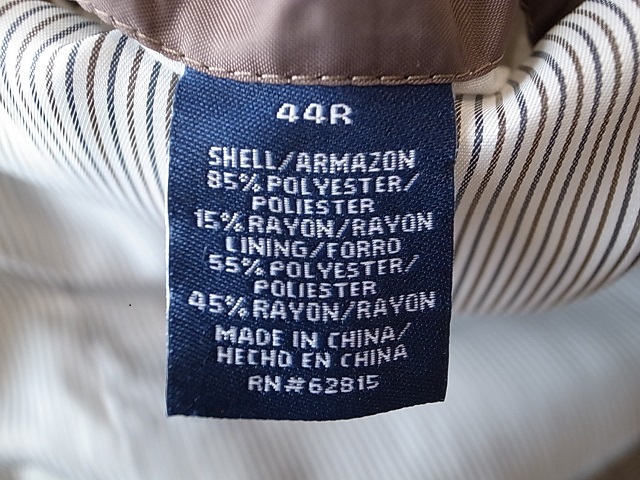 44R
SHELL/ARMAZON
85% POLYESTER/
POLIESTER
15% RAYON/RAYON
LINING/FORRO
55% POLYESTER/
POLIESTER
45% RAYON/RAYON
MADE IN CHINA/
HECHO EN CHINA
RN#62815